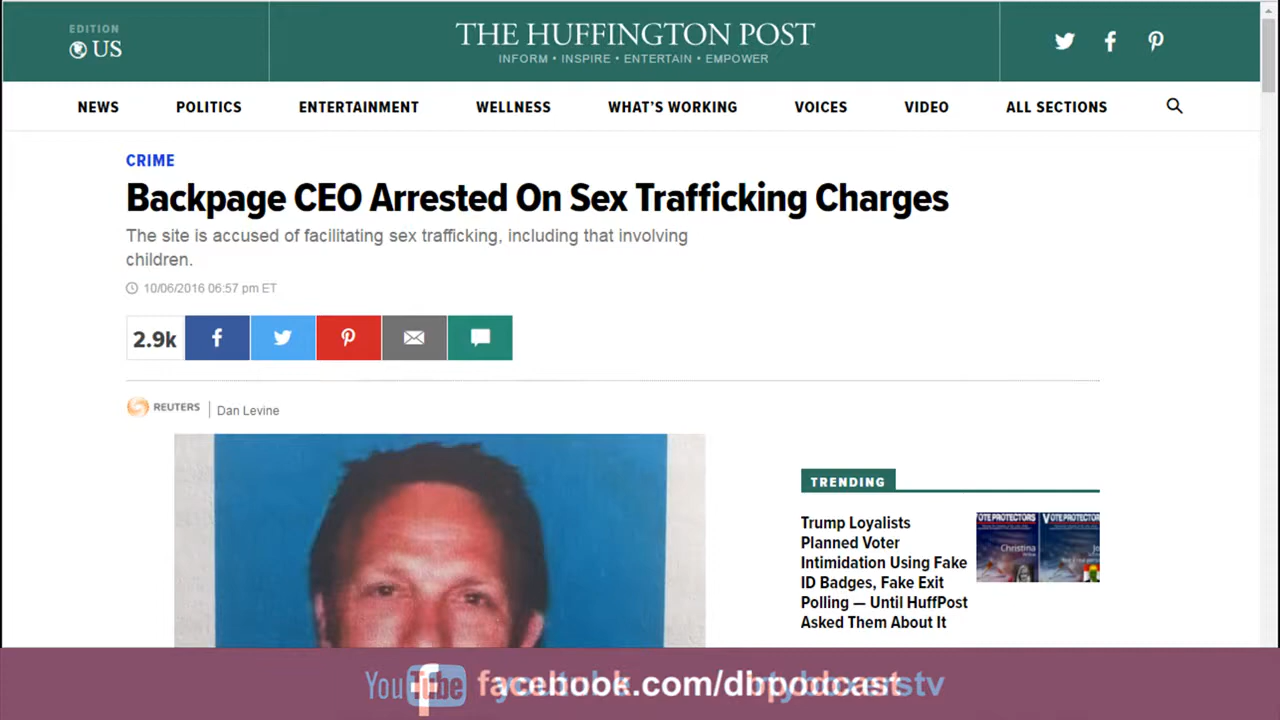 EDITION
US
THE HUFFINGTON POST
INFORM • INSPIRE • ENTERTAIN • EMPOWER
NEWS POLITICS ENTERTAINMENT WELLNESS WHAT'S WORKING VOICES VIDEO ALL SECTIONS
CRIME
Backpage CEO Arrested On Sex Trafficking Charges
The site is accused of facilitating sex trafficking, including that involving
children.
10/06/2016 06:57 pm ET
2.9k
REUTERS | Dan Levine
TRENDING
Trump Loyalists
Planned Voter
Intimidation Using Fake
ID Badges, Fake Exit
Polling — Until HuffPost
Asked Them About It
Christina
YouTube facebook.com/dirpodcast